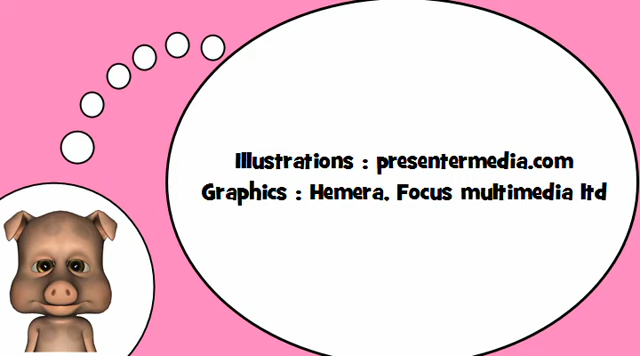 Illustrations : presentermedia.com
Graphics : Hemera. Focus multimedia ltd